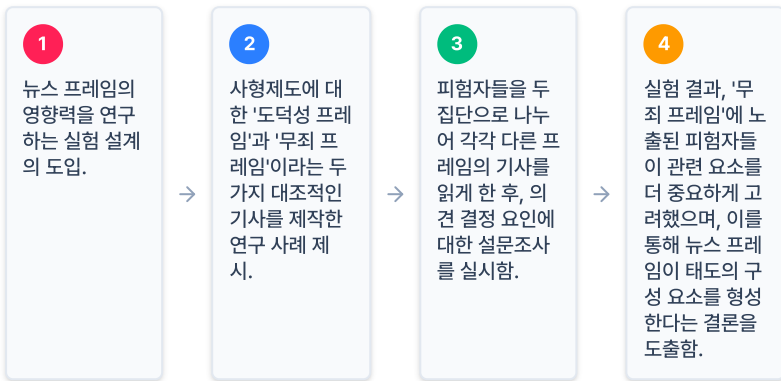 1
뉴스 프레임의
영향력을 연구
하는 실험 설계
의 도입.
2
사형제도에 대
한 '도덕성 프레
임'과 '무죄 프
레임'이라는 두
가지 대조적인
기사를 제작한
연구 사례 제
시.
3
피험자들을 두
집단으로 나누
어 각각 다른 프
레임의 기사를
읽게 한 후, 의
견 결정 요인에
대한 설문조사
를 실시함.
4
실험 결과, '무
죄 프레임'에 노
출된 피험자들
이 관련 요소를
더 중요하게 고
려했으며, 이를
통해 뉴스 프레
임이 태도의 구
성 요소를 형성
한다는 결론을
도출함.